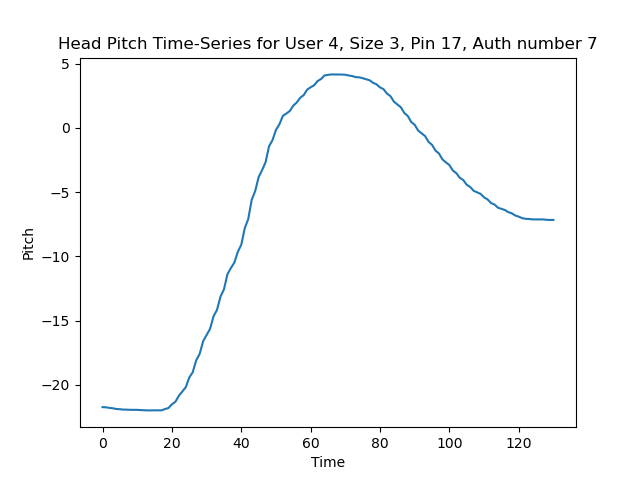 Head Pitch Time-Series for User 4, Size 3, Pin 17, Auth number 7
5
0
−5
−10
−15
−20
Pitch
0 20 40 60 80 100 120
Time